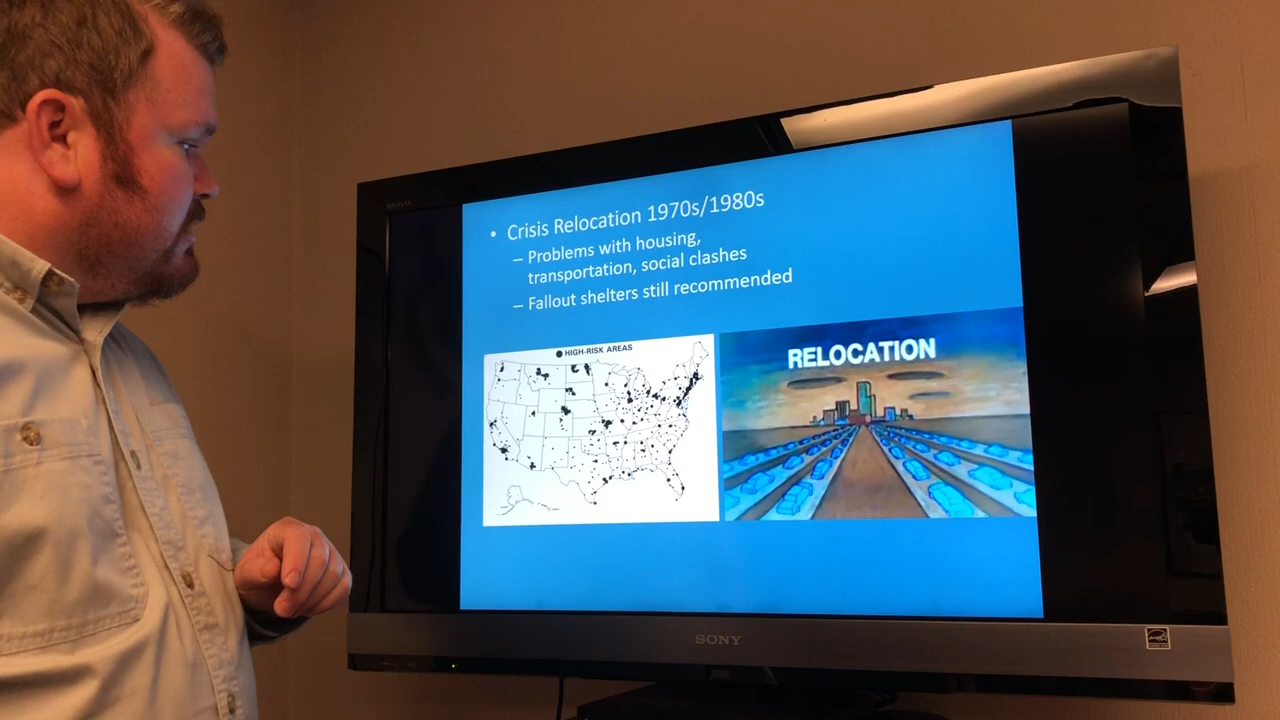 BRAVIA
• Crisis Relocation 1970s/1980s
– Problems with housing,
transportation, social clashes
– Fallout shelters still recommended
HIGH-RISK AREAS
RELOCATION
SONY